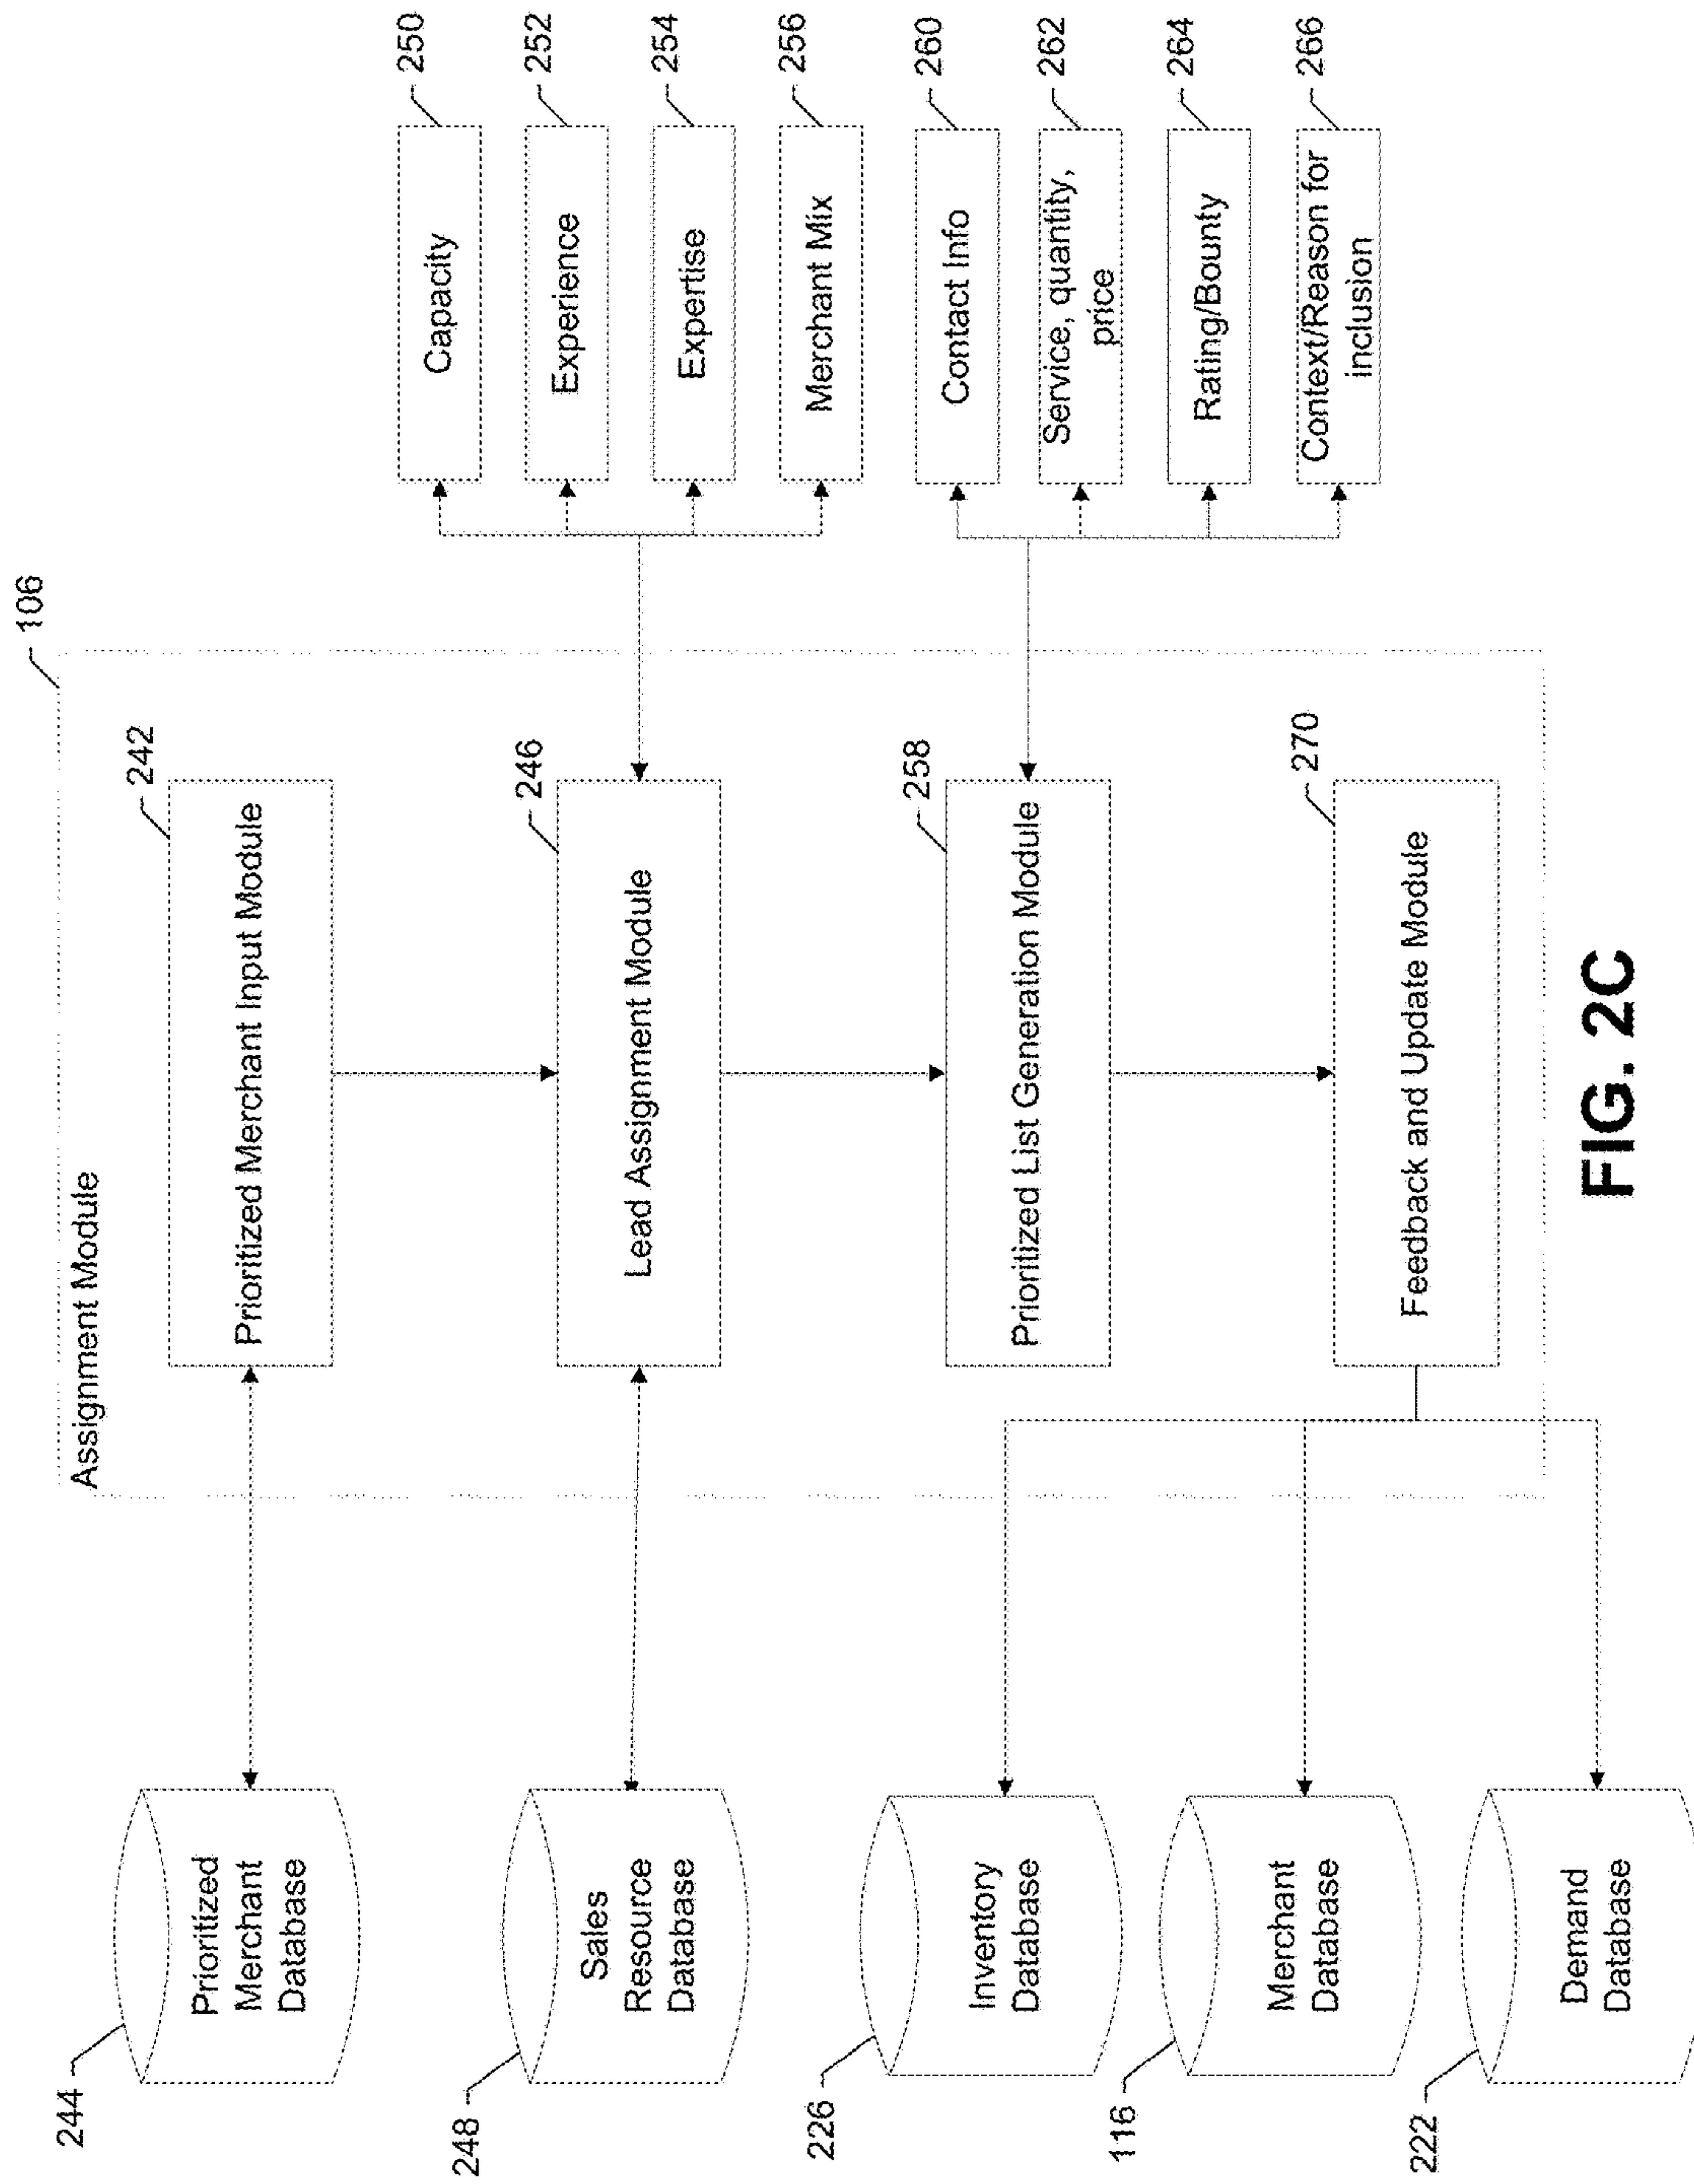 106
Assignment Module
244
Prioritized
Merchant
Database
242
Prioritized Merchant Input Module
248
Sales
Resource
Database
246
Lead Assignment Module
250
Capacity
252
Experience
254
Expertise
256
Merchant Mix
226
Inventory
Database
258
Prioritized List Generation Module
260
Contact Info
262
Service, quantity,
price
264
Rating/Bounty
266
Context/Reason for
inclusion
116
Merchant
Database
270
Feedback and Update Module
222
Demand
Database
FIG. 2C